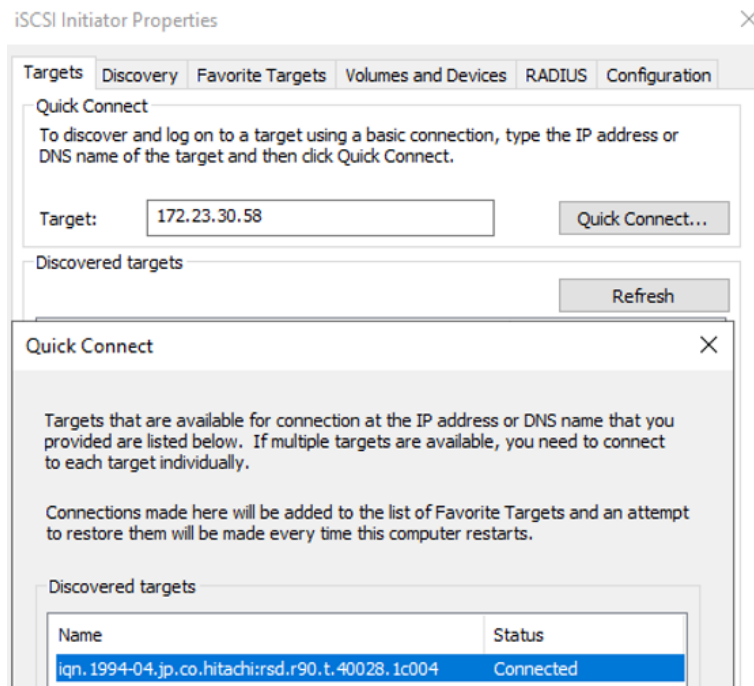 iSCSI Initiator Properties
Targets Discovery Favorite Targets Volumes and Devices RADIUS Configuration
Quick Connect
To discover and log on to a target using a basic connection, type the IP address or
DNS name of the target and then click Quick Connect.
Target: 172.23.30.58 Quick Connect...
Discovered targets
Refresh
Quick Connect
Targets that are available for connection at the IP address or DNS name that you
provided are listed below. If multiple targets are available, you need to connect
to each target individually.
Connections made here will be added to the list of Favorite Targets and an attempt
to restore them will be made every time this computer restarts.
Discovered targets
Name Status
iqn.1994-04.jp.co.hitachi:rsd.r90.t.40028.1c004 Connected